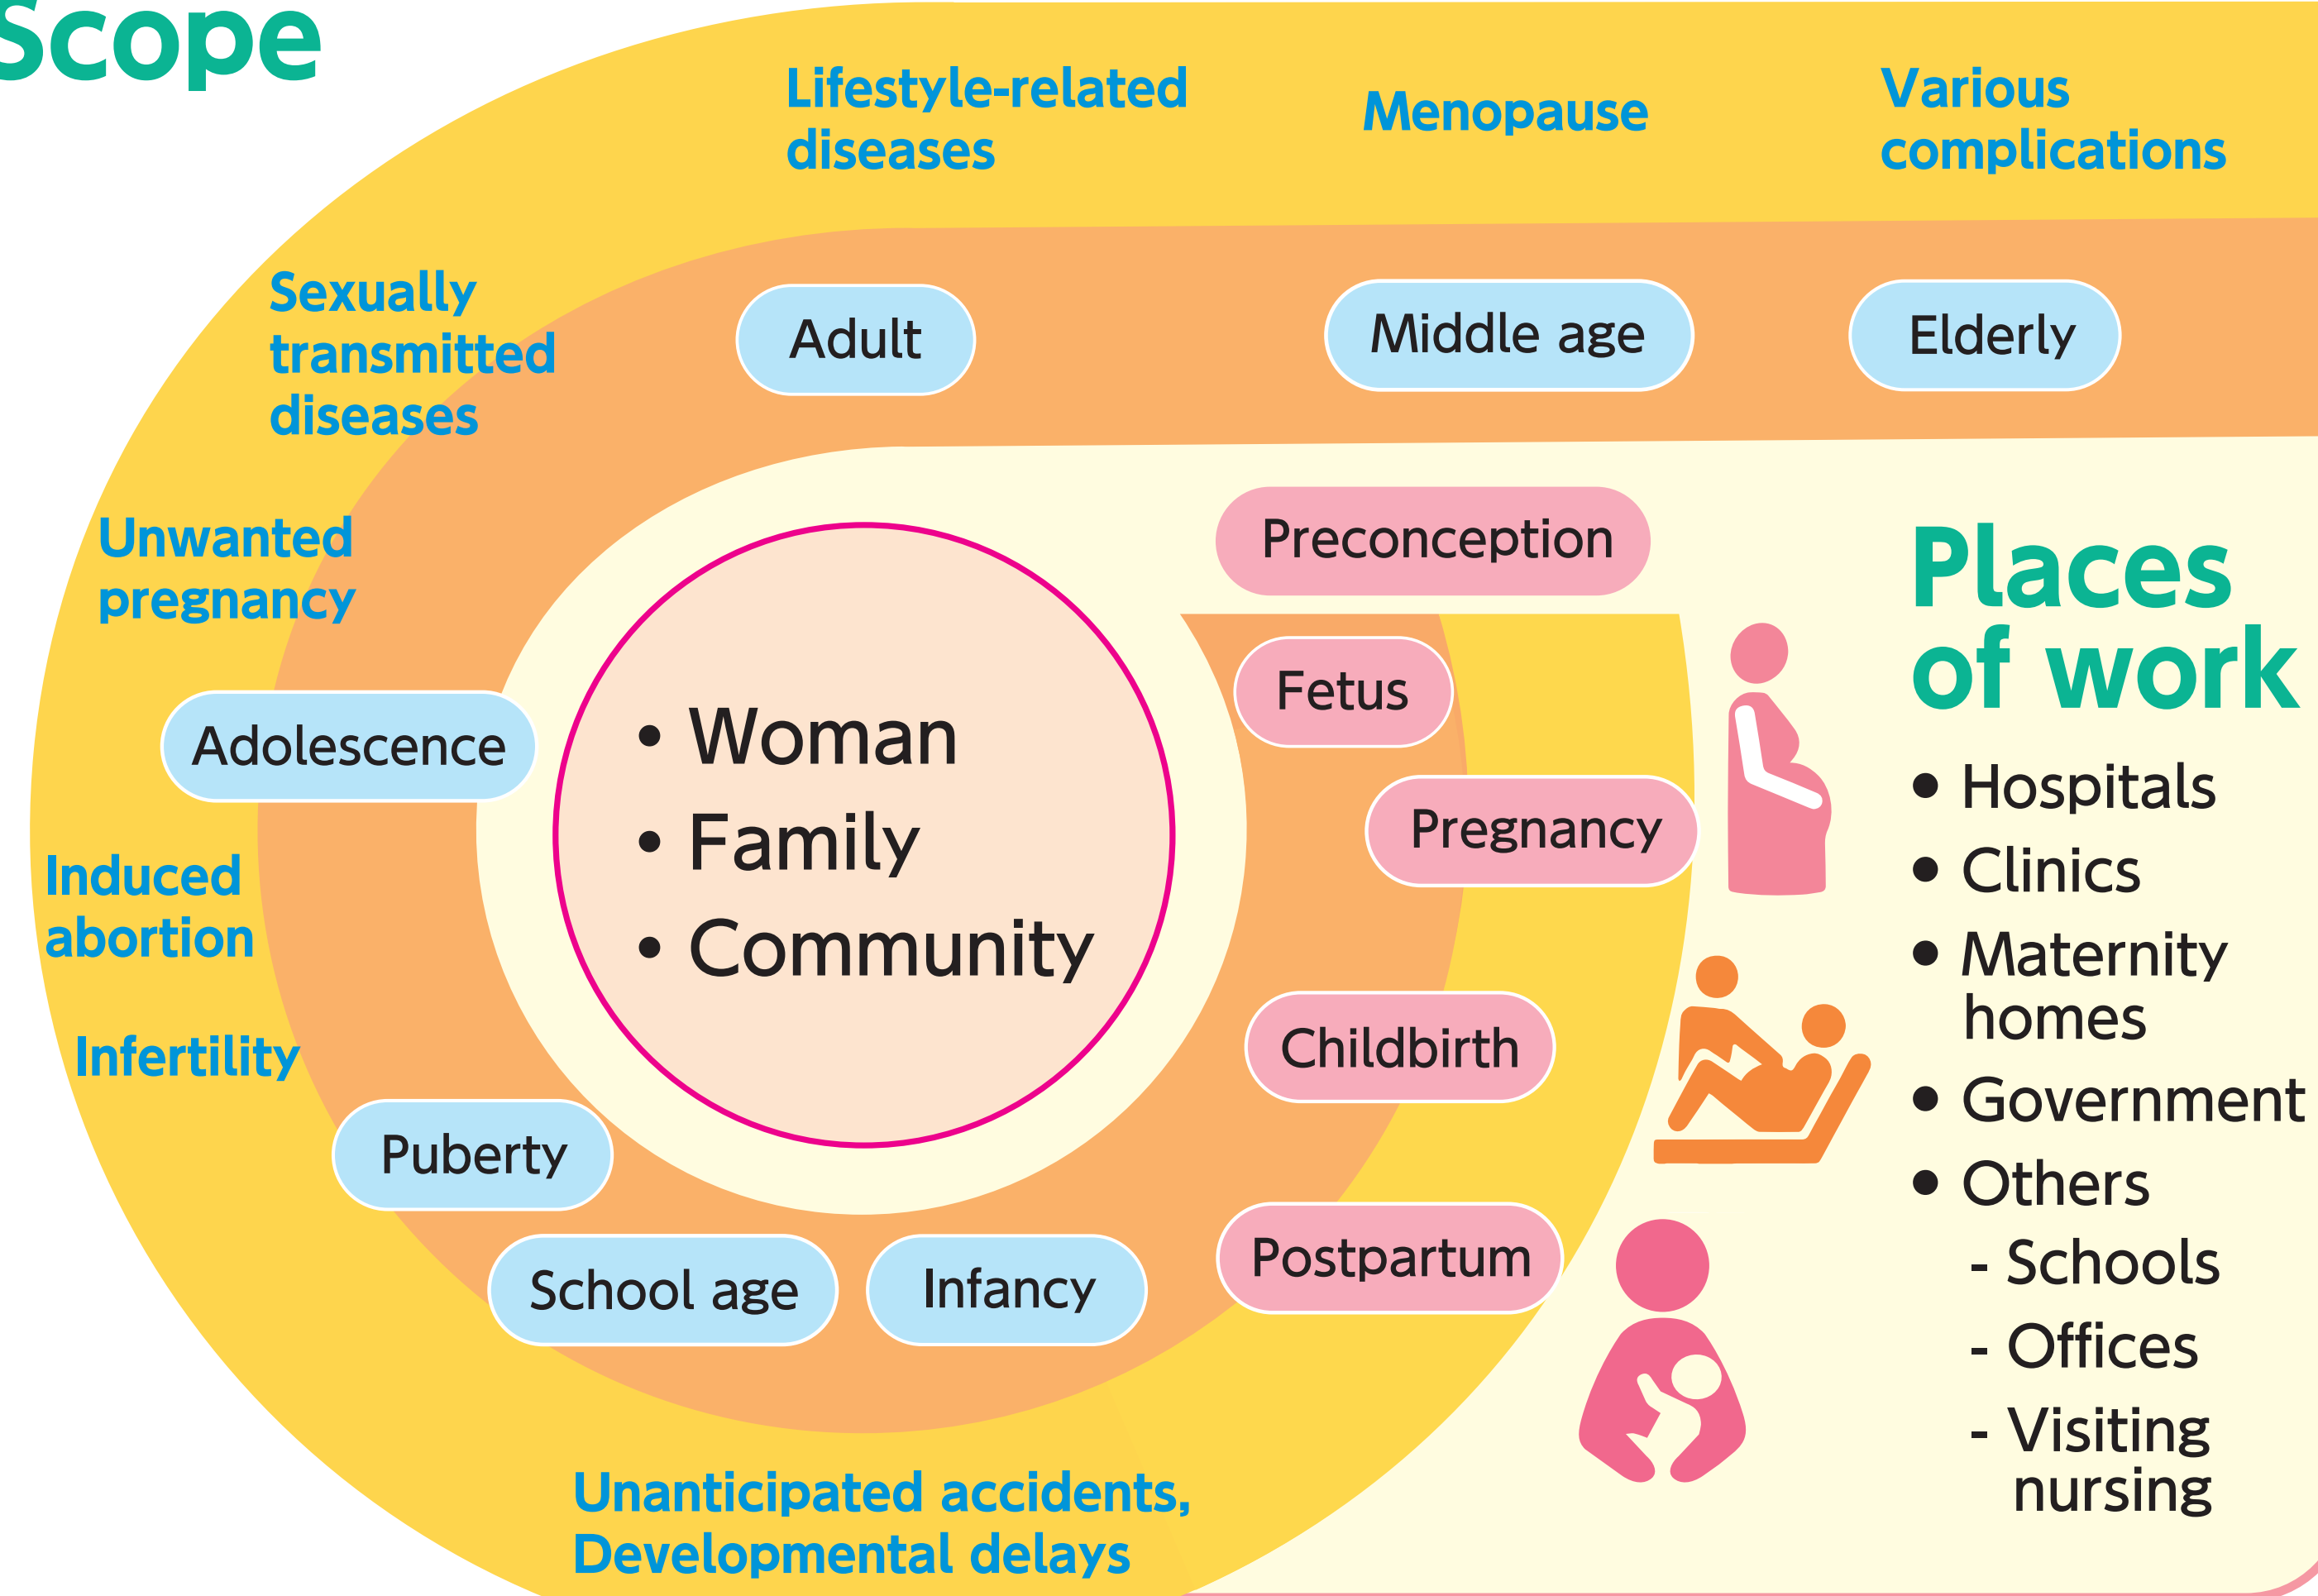 Scope
Lifestyle-related
diseases
Menopause
Various
complications
Sexually
transmitted
diseases
Adult
Middle age
Elderly
Unwanted
pregnancy
Adolescence
Induced
abortion
Infertility
Puberty
School age
Infancy
Unanticipated accidents,
Developmental delays
• Woman
• Family
• Community
Preconception
Fetus
Pregnancy
Childbirth
Postpartum
Places
of work
• Hospitals
• Clinics
• Maternity
homes
• Government
• Others
- Schools
- Offices
- Visiting
nursing